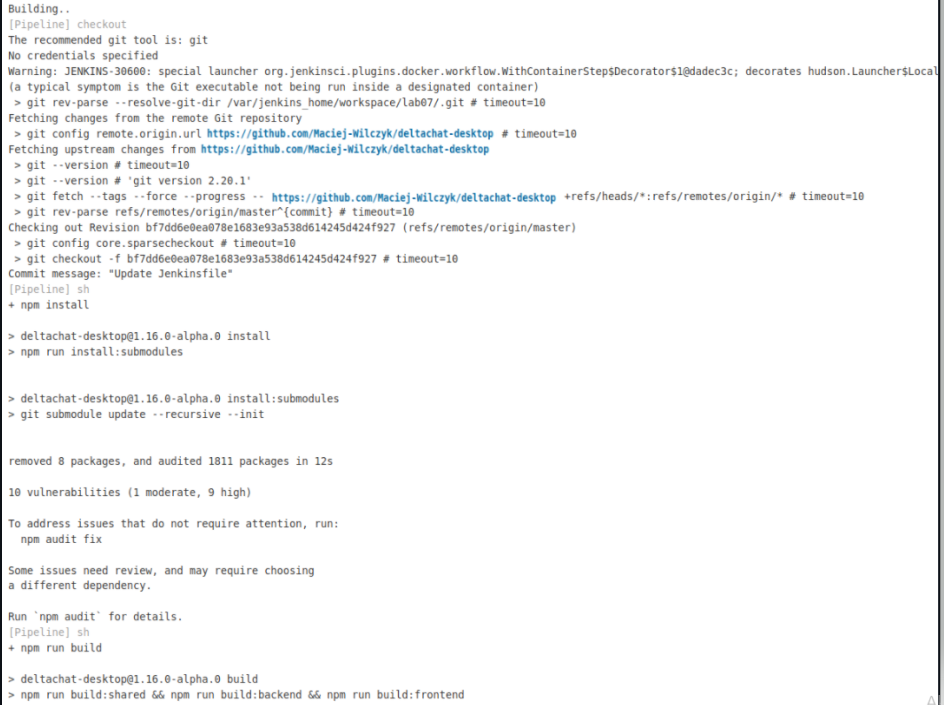 Building..
[Pipeline] checkout
The recommended git tool is: git
No credentials specified
Warning: JENKINS-30600: special launcher org.jenkinsci.plugins.docker.workflow.WithContainerStep$Decorator$1@dadec3c; decorates hudson.Launcher$Local
(a typical symptom is the Git executable not being run inside a designated container)
 > git rev-parse --resolve-git-dir /var/jenkins_home/workspace/lab07/.git # timeout=10
Fetching changes from the remote Git repository
 > git config remote.origin.url https://github.com/Maciej-Wilczyk/deltachat-desktop # timeout=10
Fetching upstream changes from https://github.com/Maciej-Wilczyk/deltachat-desktop
 > git --version # timeout=10
 > git --version # 'git version 2.20.1'
 > git fetch --tags --force --progress -- https://github.com/Maciej-Wilczyk/deltachat-desktop +refs/heads/*:refs/remotes/origin/* # timeout=10
 > git rev-parse refs/remotes/origin/master^{commit} # timeout=10
Checking out Revision bf7dd6e0ea078e1683e93a538d614245d424f927 (refs/remotes/origin/master)
 > git config core.sparsecheckout # timeout=10
 > git checkout -f bf7dd6e0ea078e1683e93a538d614245d424f927 # timeout=10
Commit message: "Update Jenkinsfile"
[Pipeline] sh
+ npm install
> deltachat-desktop@1.16.0-alpha.0 install
> npm run install:submodules
> deltachat-desktop@1.16.0-alpha.0 install:submodules
> git submodule update --recursive --init
removed 8 packages, and audited 1811 packages in 12s
10 vulnerabilities (1 moderate, 9 high)
To address issues that do not require attention, run:
  npm audit fix
Some issues need review, and may require choosing
a different dependency.
Run `npm audit` for details.
[Pipeline] sh
+ npm run build
> deltachat-desktop@1.16.0-alpha.0 build
> npm run build:shared && npm run build:backend && npm run build:frontend